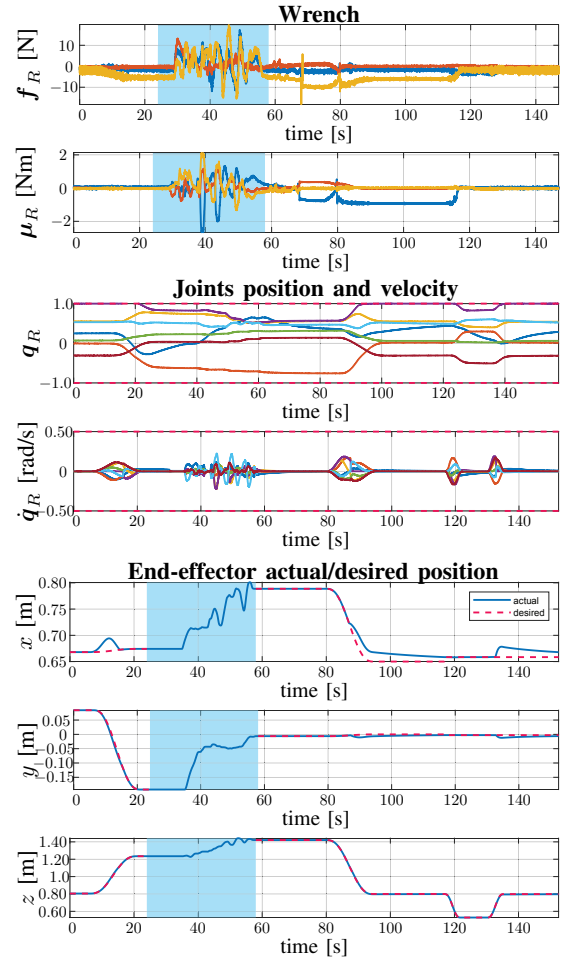 Wrench
f_R [N]
10
0
−10
0 20 40 60 80 100 120 140
time [s]
μ_R [Nm]
2
0
−2
0 20 40 60 80 100 120 140
time [s]
Joints position and velocity
q_R
1.0
0
−1.0
0 20 40 60 80 100 120 140
time [s]
q̇_R [rad/s]
0.50
0
−0.50
0 20 40 60 80 100 120 140
time [s]
End-effector actual/desired position
x [m]
0.80
0.70
0.65
actual
desired
0 20 40 60 80 100 120 140
time [s]
y [m]
0.05
0
−0.05
−0.10
−0.19
0 20 40 60 80 100 120 140
time [s]
z [m]
1.40
1.20
0.80
0.60
0 20 40 60 80 100 120 140
time [s]